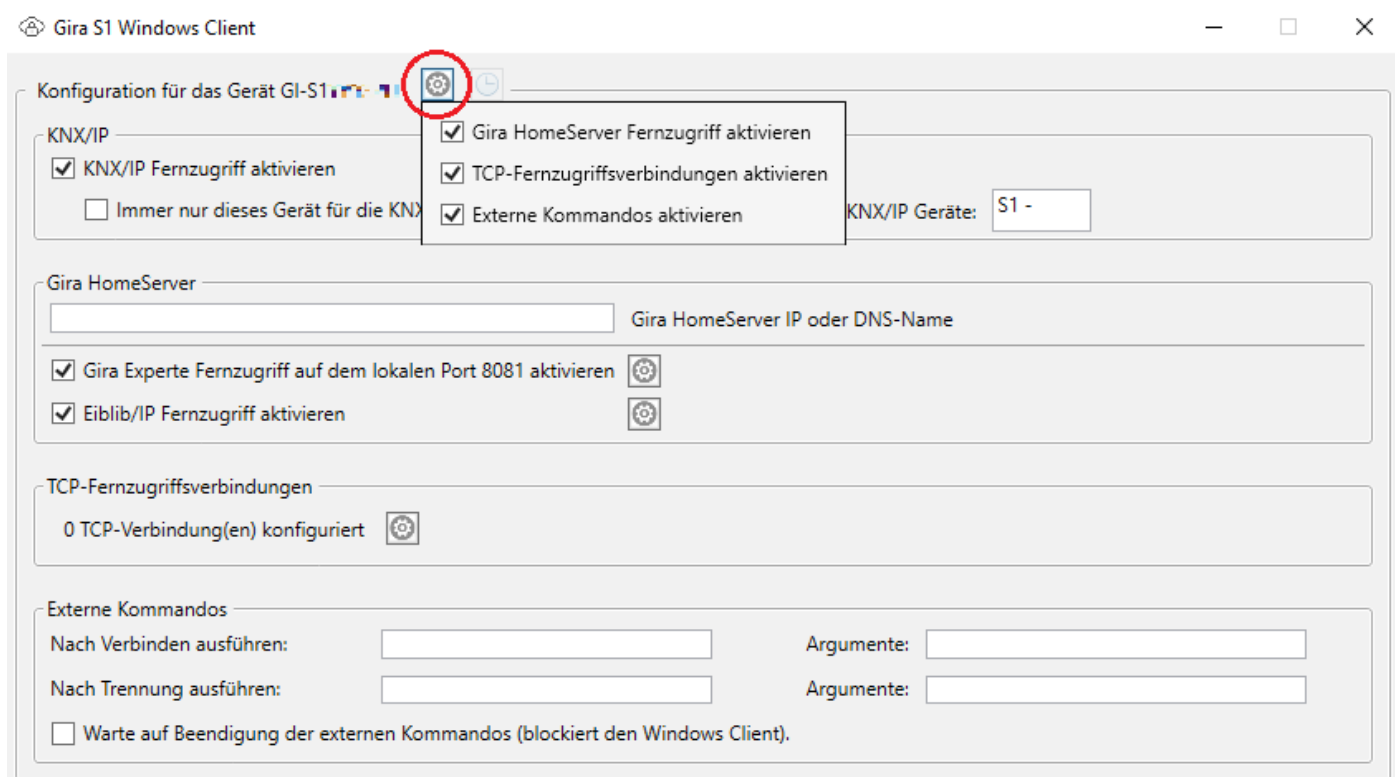 Gira S1 Windows Client
Konfiguration für das Gerät GI-S1
Gira HomeServer Fernzugriff aktivieren
TCP-Fernzugriffsverbindungen aktivieren
Externe Kommandos aktivieren
KNX/IP
KNX/IP Fernzugriff aktivieren
Immer nur dieses Gerät für die KNX
KNX/IP Geräte: S1 -
Gira HomeServer
Gira HomeServer IP oder DNS-Name
Gira Experte Fernzugriff auf dem lokalen Port 8081 aktivieren
Eiblib/IP Fernzugriff aktivieren
TCP-Fernzugriffsverbindungen
0 TCP-Verbindung(en) konfiguriert
Externe Kommandos
Nach Verbinden ausführen: Argumente:
Nach Trennung ausführen: Argumente:
Warte auf Beendigung der externen Kommandos (blockiert den Windows Client).